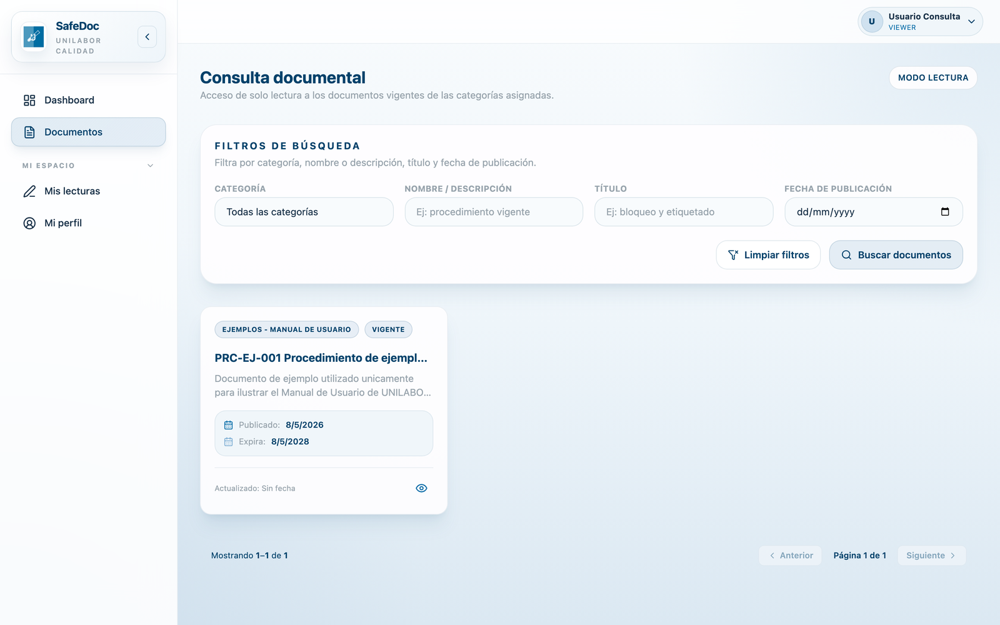 SafeDoc
UNILABOR
CALIDAD
Dashboard
Documentos
MI ESPACIO
Mis lecturas
Mi perfil
U
Usuario Consulta
VIEWER
Consulta documental
Acceso de solo lectura a los documentos vigentes de las categorías asignadas.
MODO LECTURA
FILTROS DE BÚSQUEDA
Filtra por categoría, nombre o descripción, título y fecha de publicación.
CATEGORÍA
Todas las categorías
NOMBRE / DESCRIPCIÓN
Ej: procedimiento vigente
TÍTULO
Ej: bloqueo y etiquetado
FECHA DE PUBLICACIÓN
dd/mm/yyyy
Limpiar filtros
Buscar documentos
EJEMPLOS - MANUAL DE USUARIO
VIGENTE
PRC-EJ-001 Procedimiento de ejempl...
Documento de ejemplo utilizado unicamente
para ilustrar el Manual de Usuario de UNILABO...
Publicado: 8/5/2026
Expira: 8/5/2028
Actualizado: Sin fecha
Mostrando 1–1 de 1
Anterior
Página 1 de 1
Siguiente